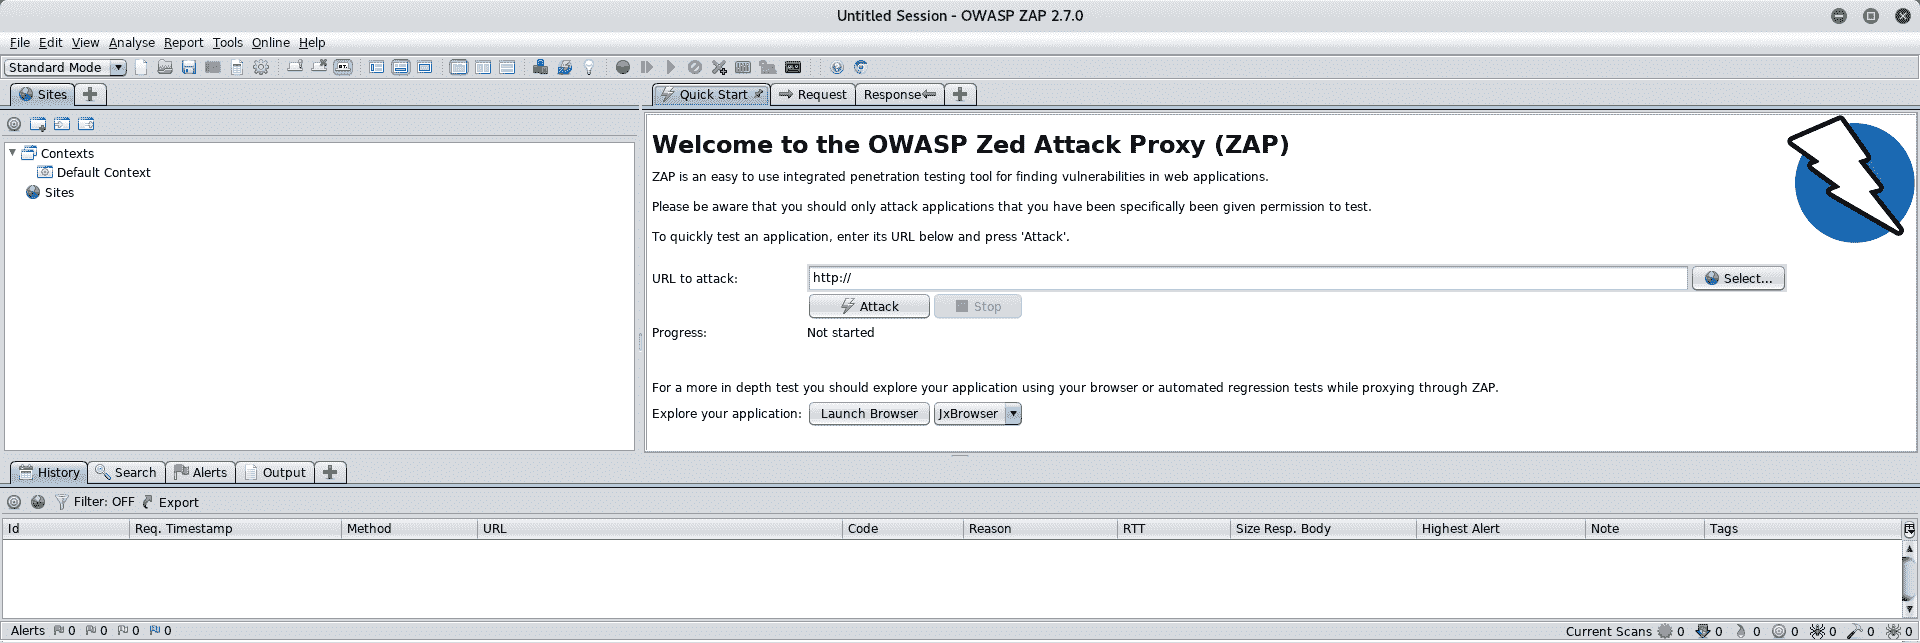 Untitled Session - OWASP ZAP 2.7.0
File Edit View Analyse Report Tools Online Help
Standard Mode
Sites
Quick Start Request Response
Contexts
Default Context
Sites
Welcome to the OWASP Zed Attack Proxy (ZAP)
ZAP is an easy to use integrated penetration testing tool for finding vulnerabilities in web applications.
Please be aware that you should only attack applications that you have been specifically been given permission to test.
To quickly test an application, enter its URL below and press 'Attack'.
URL to attack: http:// Select...
Attack Stop
Progress: Not started
For a more in depth test you should explore your application using your browser or automated regression tests while proxying through ZAP.
Explore your application: Launch Browser JxBrowser
History Search Alerts Output
Filter: OFF Export
Id Req. Timestamp Method URL Code Reason RTT Size Resp. Body Highest Alert Note Tags
Alerts 0 0 0 0 Current Scans 0 0 0 0 0 0 0